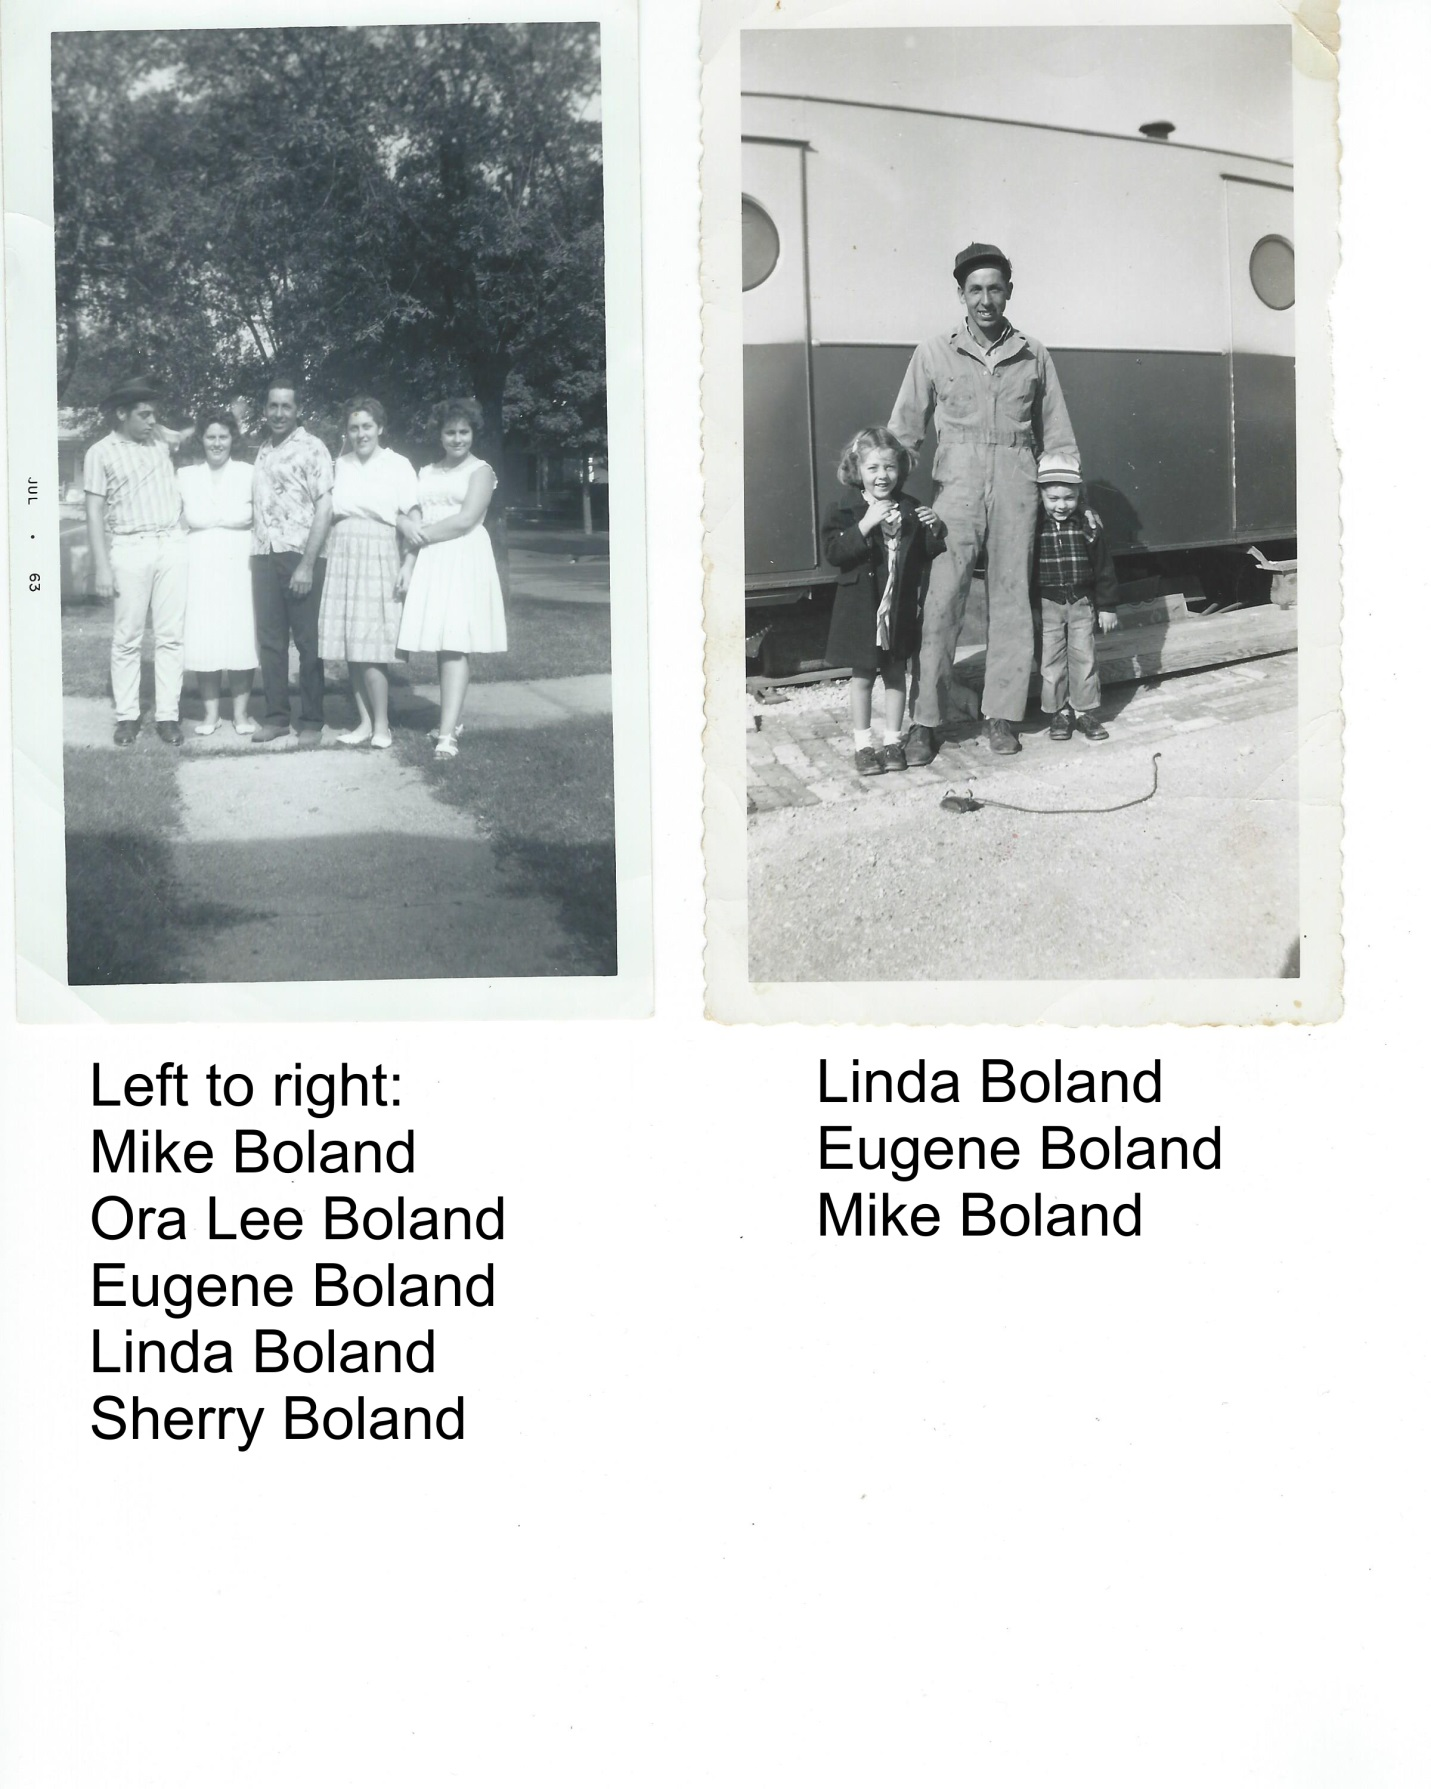 JUL • 63
Left to right:
Mike Boland
Ora Lee Boland
Eugene Boland
Linda Boland
Sherry Boland
Linda Boland
Eugene Boland
Mike Boland